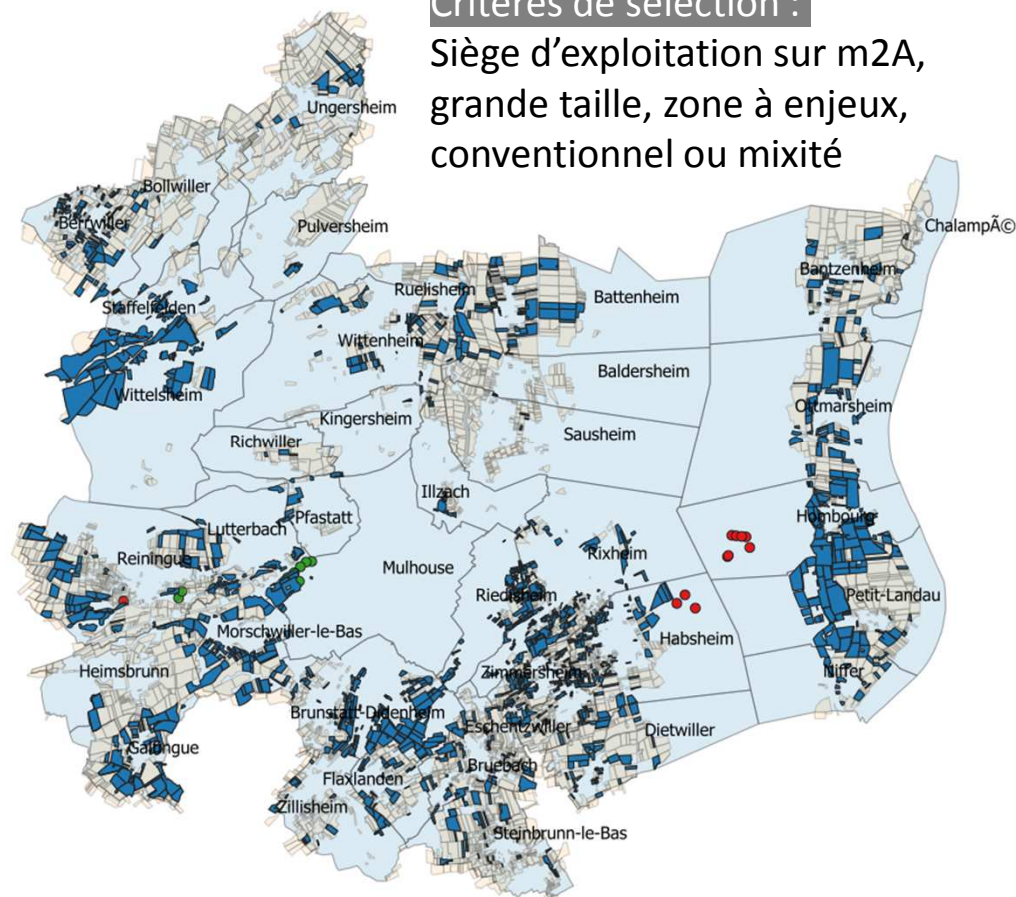 Critères de sélection :
Siège d’exploitation sur m2A,
grande taille, zone à enjeux,
conventionnel ou mixité
Ungersheim
Bollwiller
Berrwiller
Pulversheim
ChalampÃ©
Bantzenheim
Ruelisheim
Battenheim
Staffelfelden
Wittenheim
Baldersheim
Wittelsheim
Ottmarsheim
Kingersheim
Richwiller
Sausheim
Illzach
Pfastatt
Hombourg
Lutterbach
Reiningue
Rixheim
Mulhouse
Riedisheim
Petit-Landau
Morschwiller-le-Bas
Habsheim
Heimsbrunn
Zimmersheim
Niffer
Brunstatt-Didenheim
Eschentzwiller
Dietwiller
Galfingue
Bruebach
Flaxlanden
Zillisheim
Steinbrunn-le-Bas